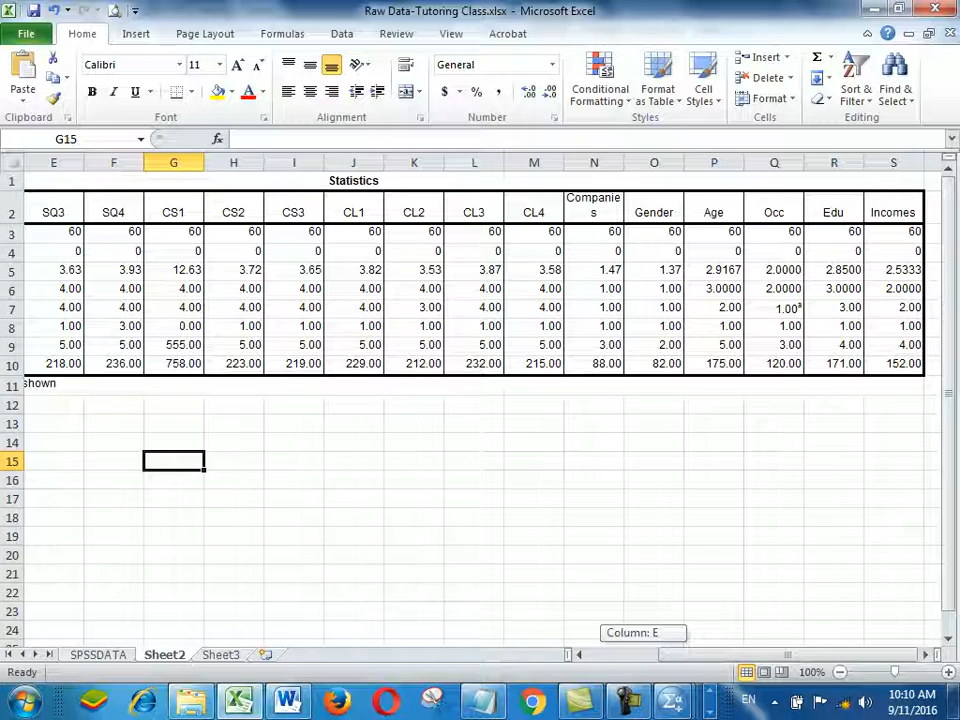 Raw Data-Tutoring Class.xlsx - Microsoft Excel
File Home Insert Page Layout Formulas Data Review View Acrobat
Calibri 11 General
Paste
Conditional Formatting
Format as Table
Cell Styles
Insert
Delete
Format
Sort & Filter
Find & Select
Clipboard Font Alignment Number Styles Cells Editing
G15 fx
E F G H I J K L M N O P Q R S
1 Statistics
2 SQ3 SQ4 CS1 CS2 CS3 CL1 CL2 CL3 CL4 Companies Gender Age Occ Edu Incomes
3 60 60 60 60 60 60 60 60 60 60 60 60 60 60 60
4 0 0 0 0 0 0 0 0 0 0 0 0 0 0 0
5 3.63 3.93 12.63 3.72 3.65 3.82 3.53 3.87 3.58 1.47 1.37 2.9167 2.0000 2.8500 2.5333
6 4.00 4.00 4.00 4.00 4.00 4.00 4.00 4.00 4.00 1.00 1.00 3.0000 2.0000 3.0000 2.0000
7 4.00 4.00 4.00 4.00 4.00 4.00 3.00 4.00 4.00 1.00 1.00 2.00 1.00a 3.00 2.00
8 1.00 3.00 0.00 1.00 1.00 1.00 1.00 1.00 1.00 1.00 1.00 1.00 1.00 1.00 1.00
9 5.00 5.00 555.00 5.00 5.00 5.00 5.00 5.00 5.00 3.00 2.00 5.00 3.00 4.00 4.00
10 218.00 236.00 758.00 223.00 219.00 229.00 212.00 232.00 215.00 88.00 82.00 175.00 120.00 171.00 152.00
11 shown
12
13
14
15
16
17
18
19
20
21
22
23
24
Column: E
SPSSDATA Sheet2 Sheet3
Ready 100%
EN 10:10 AM
9/11/2016